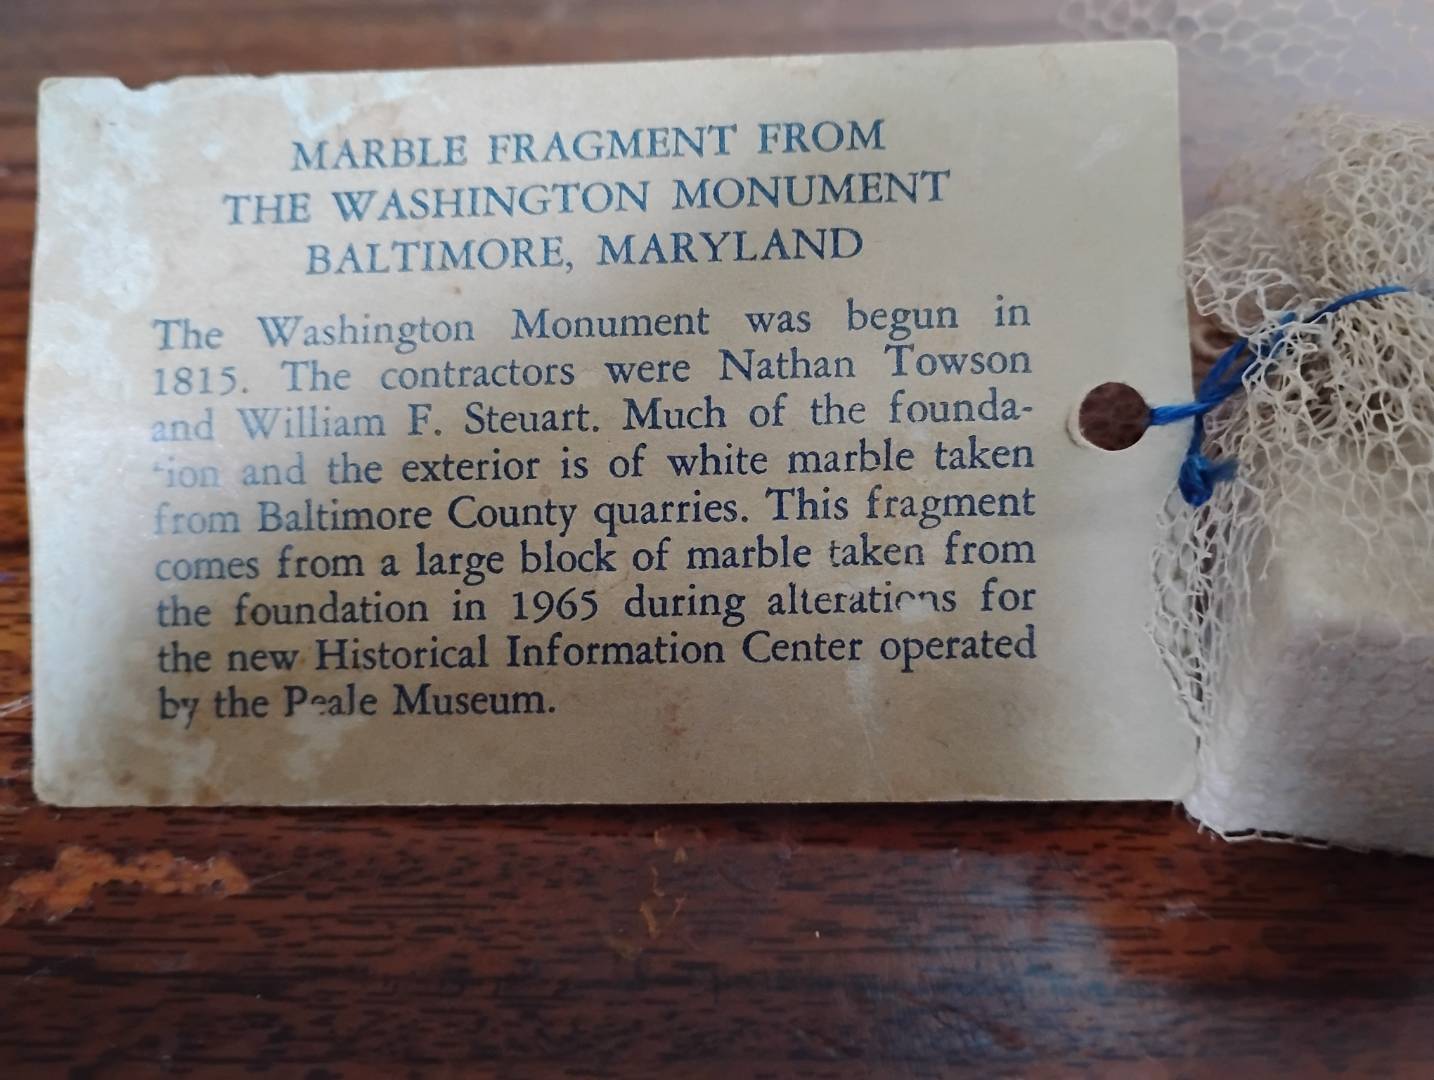 MARBLE FRAGMENT FROM
THE WASHINGTON MONUMENT
BALTIMORE, MARYLAND
The Washington Monument was begun in
1815. The contractors were Nathan Towson
and William F. Steuart. Much of the founda-
tion and the exterior is of white marble taken
from Baltimore County quarries. This fragment
comes from a large block of marble taken from
the foundation in 1965 during alterations for
the new Historical Information Center operated
by the Peale Museum.